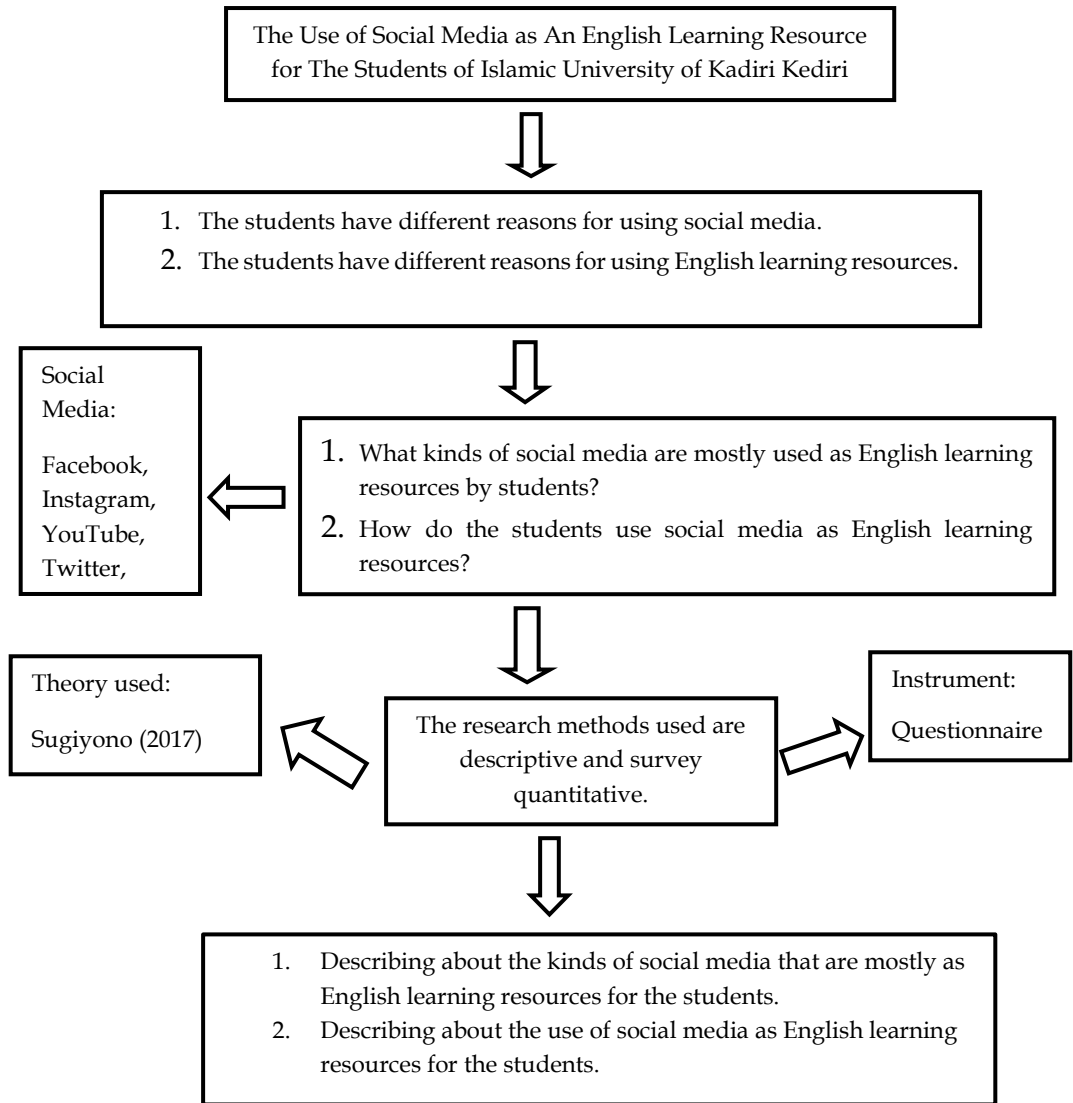 The Use of Social Media as An English Learning Resource
for The Students of Islamic University of Kadiri Kediri
1. The students have different reasons for using social media.
2. The students have different reasons for using English learning resources.
Social
Media:
Facebook,
Instagram,
YouTube,
Twitter,
1. What kinds of social media are mostly used as English learning
resources by students?
2. How do the students use social media as English learning
resources?
Theory used:
Sugiyono (2017)
The research methods used are
descriptive and survey
quantitative.
Instrument:
Questionnaire
1. Describing about the kinds of social media that are mostly as
English learning resources for the students.
2. Describing about the use of social media as English learning
resources for the students.